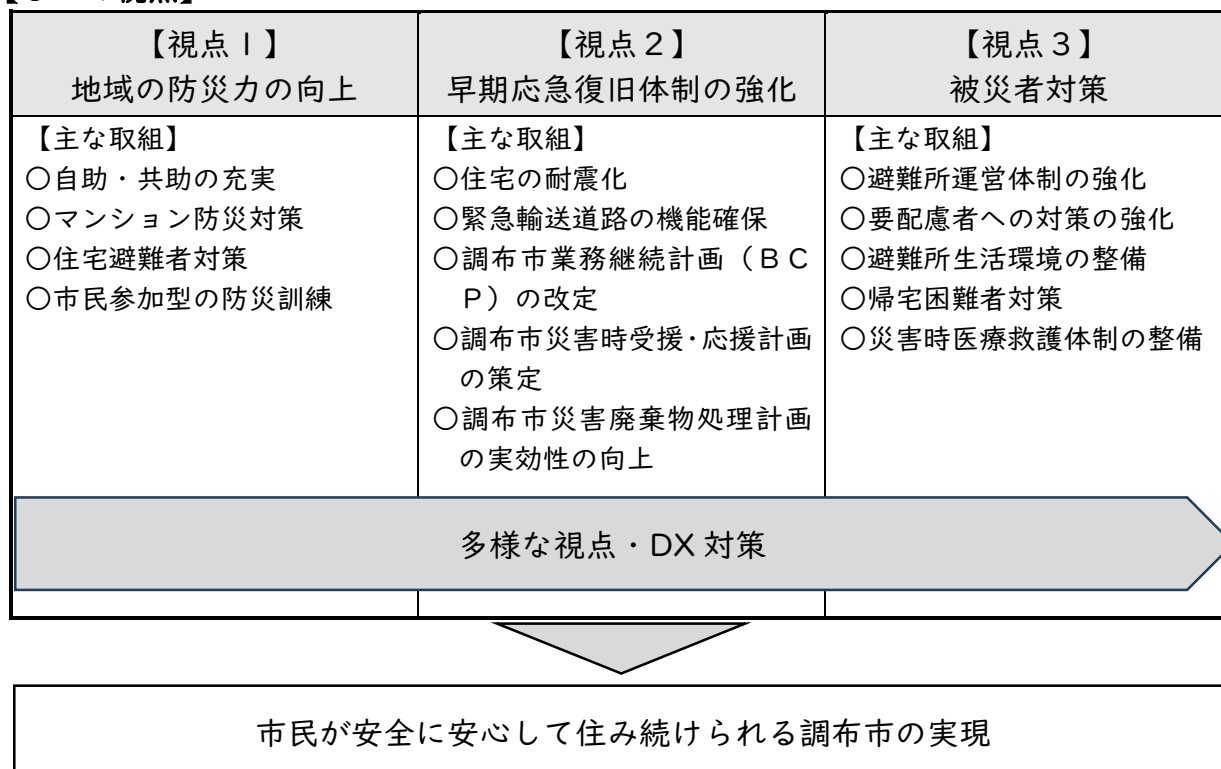 【視点１】
地域の防災力の向上
【主な取組】
○自助・共助の充実
○マンション防災対策
○住宅避難者対策
○市民参加型の防災訓練
【視点２】
早期応急復旧体制の強化
【主な取組】
○住宅の耐震化
○緊急輸送道路の機能確保
○調布市業務継続計画（ＢＣ
Ｐ）の改定
○調布市災害時受援・応援計画
の策定
○調布市災害廃棄物処理計画
の実効性の向上
【視点３】
被災者対策
【主な取組】
○避難所運営体制の強化
○要配慮者への対策の強化
○避難所生活環境の整備
○帰宅困難者対策
○災害時医療救護体制の整備
多様な視点・DX 対策
市民が安全に安心して住み続けられる調布市の実現